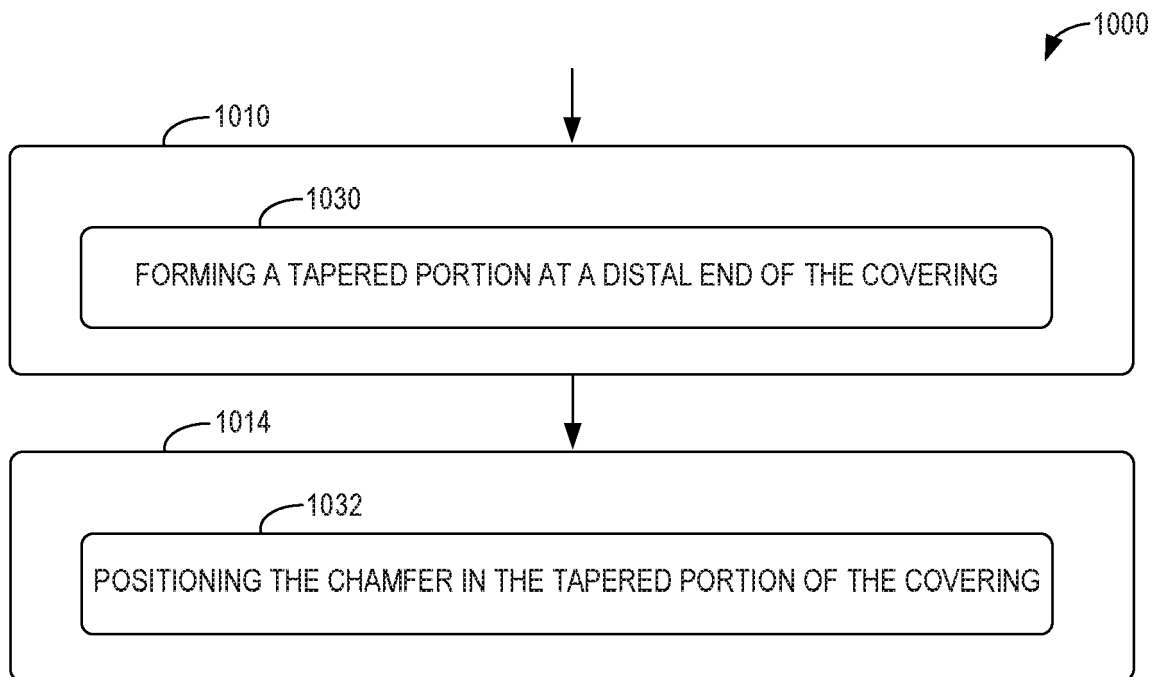 1000
1010
1030
FORMING A TAPERED PORTION AT A DISTAL END OF THE COVERING
1014
1032
POSITIONING THE CHAMFER IN THE TAPERED PORTION OF THE COVERING